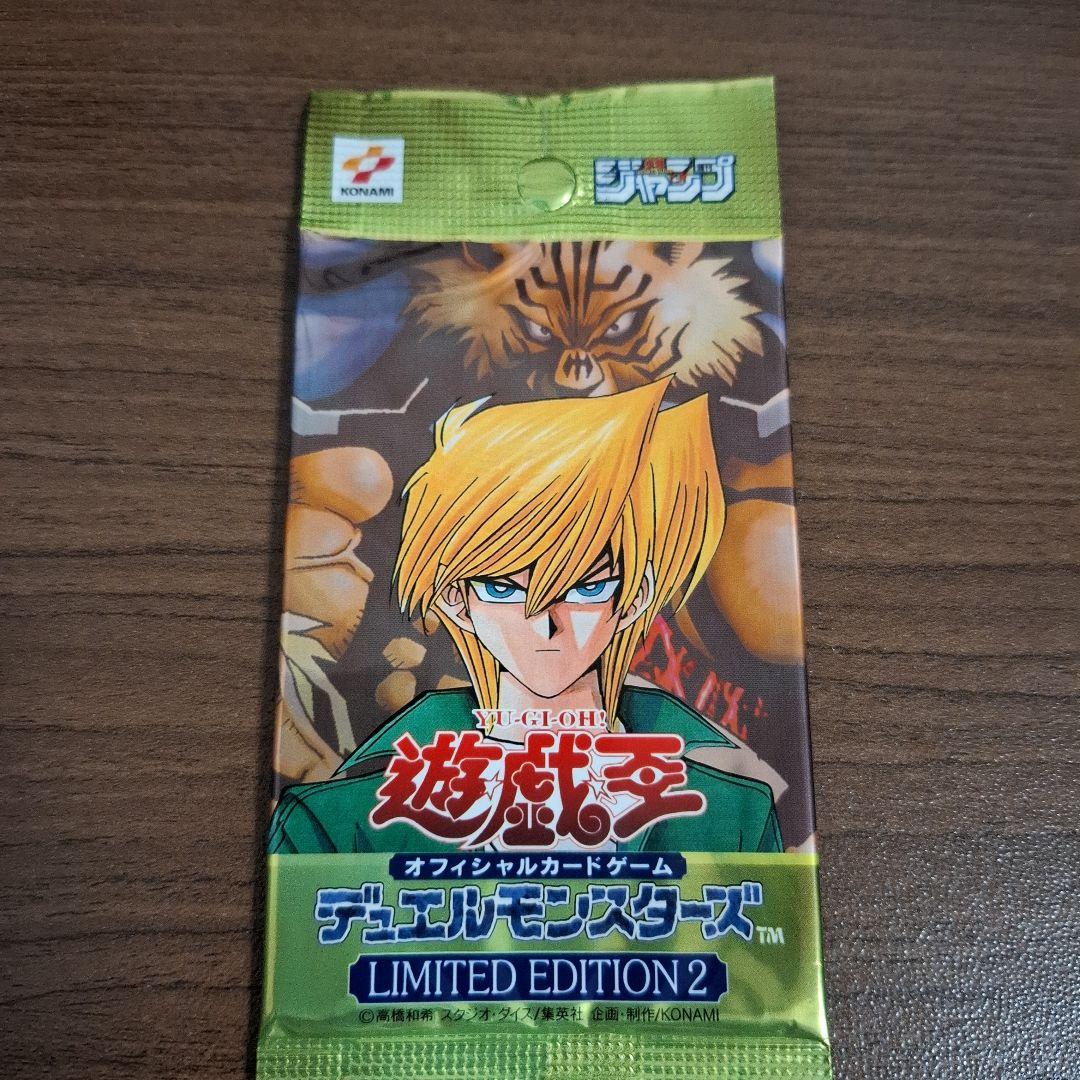 KONAMI
ジャンプ
YU-GI-OH!
遊☆戯☆王
オフィシャルカードゲーム
デュエルモンスターズ™
LIMITED EDITION 2
©高橋和希 スタジオ・ダイス/集英社 企画・制作/KONAMI